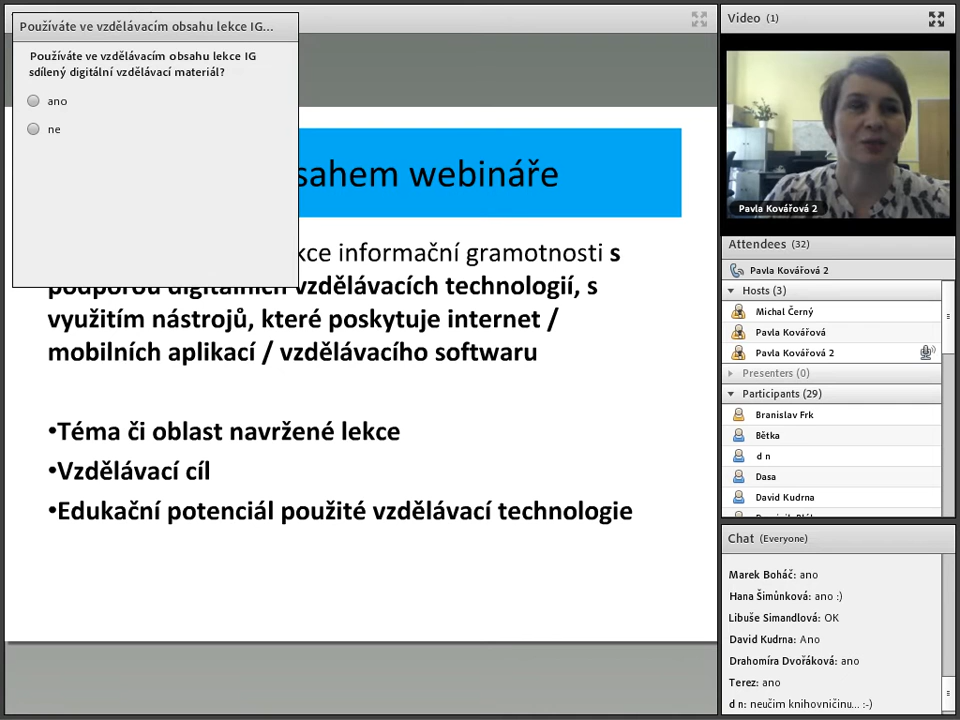 Používáte ve vzdělávacím obsahu lekce IG...
Používáte ve vzdělávacím obsahu lekce IG
sdílený digitální vzdělávací materiál?
ano
ne
sahem webináře
kce informační gramotnosti s
podporou digitálních vzdělávacích technologií, s
využitím nástrojů, které poskytuje internet /
mobilních aplikací / vzdělávacího softwaru
•Téma či oblast navržené lekce
•Vzdělávací cíl
•Edukační potenciál použité vzdělávací technologie
Video (1)
Pavla Kovářová 2
Attendees (32)
Pavla Kovářová 2
Hosts (3)
Michal Černý
Pavla Kovářová
Pavla Kovářová 2
Presenters (0)
Participants (29)
Branislav Frk
Bětka
d n
Dasa
David Kudrna
Chat (Everyone)
Marek Boháč: ano
Hana Šimůnková: ano :)
Libuše Simandlová: OK
David Kudrna: Ano
Drahomíra Dvořáková: ano
Terez: ano
d n: neučim knihovničinu... :-)